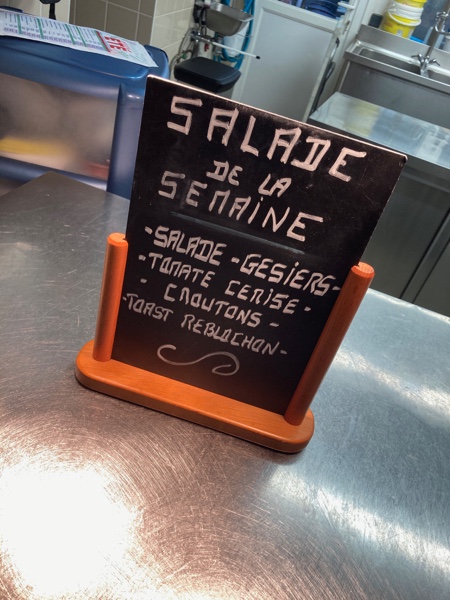 SALADE
DE LA
SEMAINE
-SALADE -GESIERS-
-TOMATE CERISE-
- CROUTONS -
-TOAST REBLOCHON-